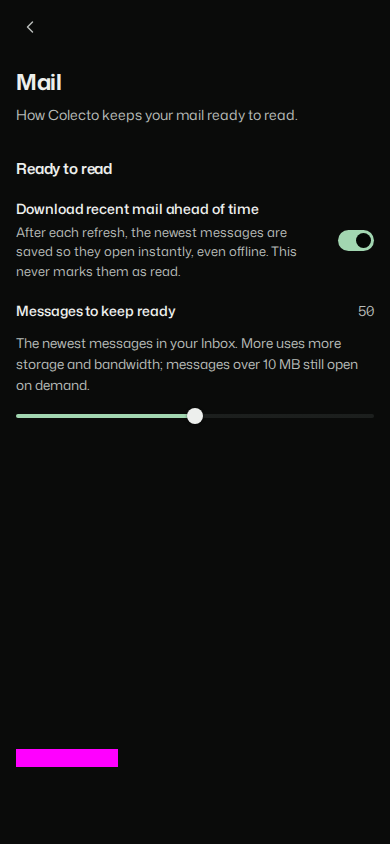 Mail
How Colecto keeps your mail ready to read.
Ready to read
Download recent mail ahead of time
After each refresh, the newest messages are
saved so they open instantly, even offline. This
never marks them as read.
Messages to keep ready 50
The newest messages in your Inbox. More uses more
storage and bandwidth; messages over 10 MB still open
on demand.